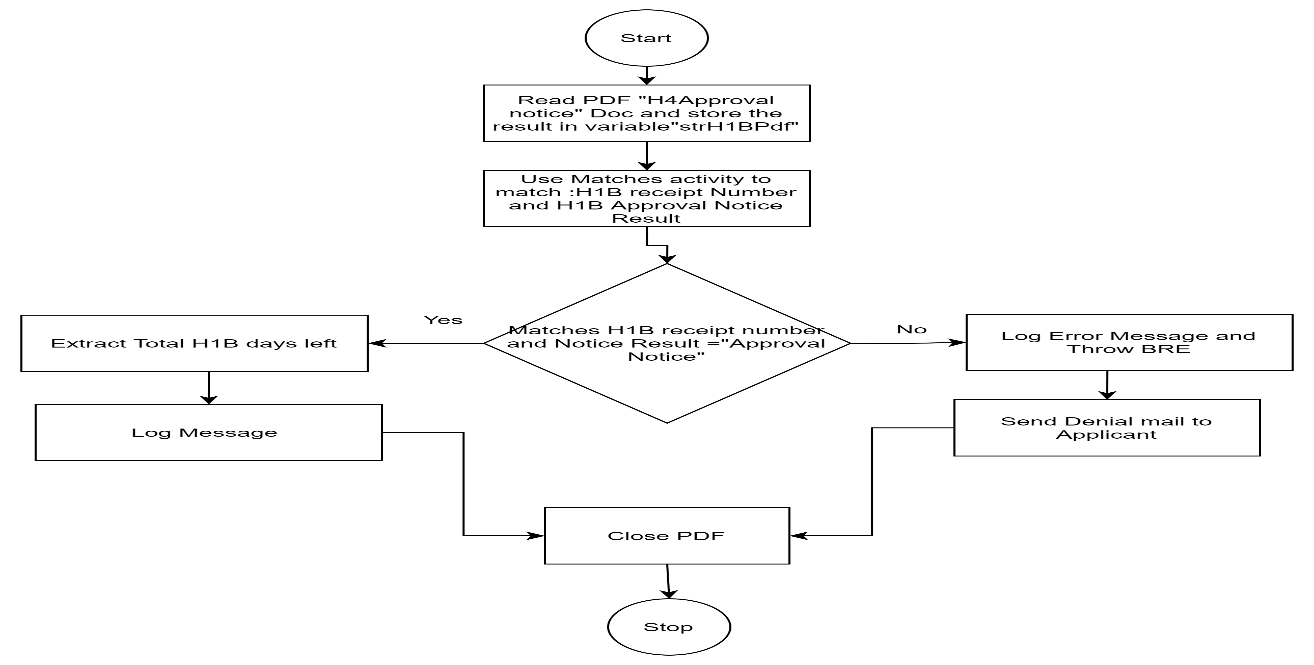 Start
Read PDF "H4Approval
notice" Doc and store the
result in variable"strH1BPdf"
Use Matches activity to
match :H1B receipt Number
and H1B Approval Notice
Result
Matches H1B receipt number
and Notice Result ="Approval
Notice"
Yes
No
Extract Total H1B days left
Log Error Message and
Throw BRE
Log Message
Send Denial mail to
Applicant
Close PDF
Stop